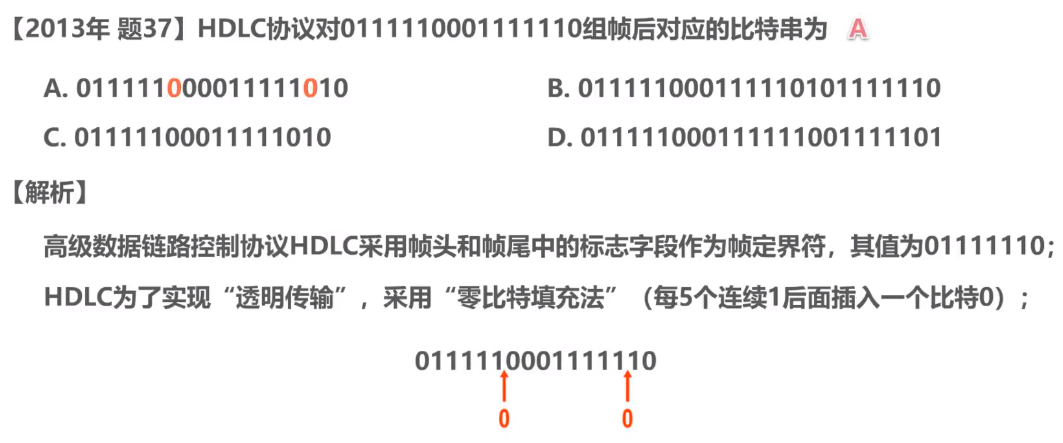 【2013年 题37】HDLC协议对0111110001111110组帧后对应的比特串为 A
A. 011111000011111010 B. 011111000111110101111110
C. 01111100011111010 D. 011111000111111001111101
【解析】
高级数据链路控制协议HDLC采用帧头和帧尾中的标志字段作为帧定界符，其值为01111110；
HDLC为了实现“透明传输”，采用“零比特填充法”（每5个连续1后面插入一个比特0）；
0111110001111110
0 0